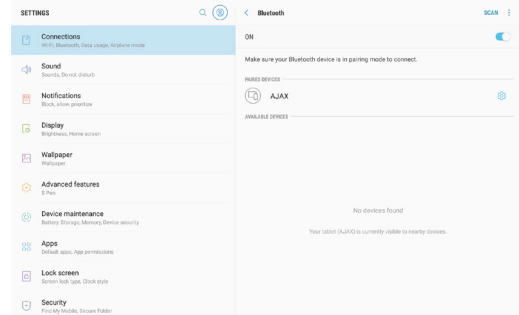 SETTINGS
Connections
Wi-Fi, Bluetooth, Data usage, Airplane mode
Sound
Sounds, Do not disturb
Notifications
Block, allow, prioritize
Display
Brightness, Home screen
Wallpaper
Wallpaper
Advanced features
S Pen
Device maintenance
Battery, Storage, Memory, Device security
Apps
Default apps, App permissions
Lock screen
Screen lock type, Clock style
Security
Find My Mobile, Secure Folder
Bluetooth
SCAN
ON
Make sure your Bluetooth device is in pairing mode to connect.
PAIRED DEVICES
AJAX
AVAILABLE DEVICES
No devices found
Your tablet (AJAX) is currently visible to nearby devices.